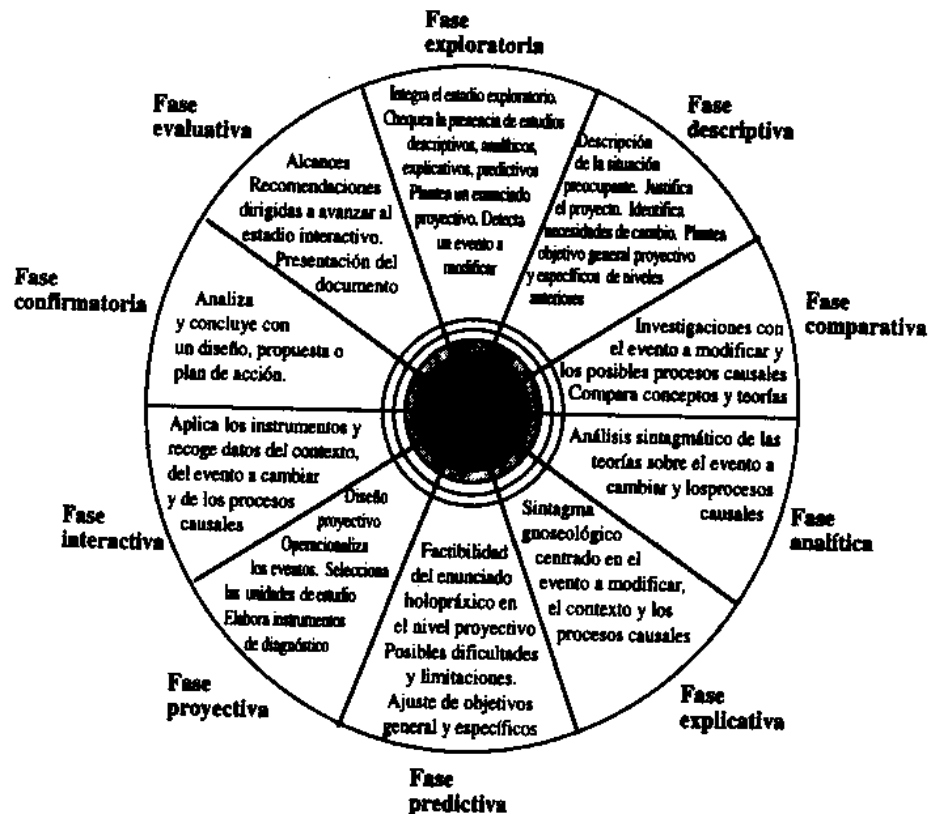 Fase
exploratoria
Integra el estadio exploratorio.
Chequea la presencia de estudios
descriptivos, analíticos,
explicativos, predictivos
Plantea un enunciado
proyectivo. Detecta
un evento a
modificar
Fase
descriptiva
Descripción
de la situación
preocupante. Justifica
el proyecto. Identifica
necesidades de cambio. Plantea
objetivo general proyectivo
y específicos de niveles
anteriores
Fase
comparativa
Investigaciones con
el evento a modificar y
los posibles procesos causales
Compara conceptos y teorías
Fase
analítica
Análisis sintagmático de las
teorías sobre el evento a
cambiar y losprocesos
causales
Fase
explicativa
Sintagma
gnoseológico
centrado en el
evento a modificar,
el contexto y los
procesos causales
Fase
predictiva
Factibilidad
del enunciado
holopráxico en
el nivel proyectivo
Posibles dificultades
y limitaciones.
Ajuste de objetivos
general y específicos
Fase
proyectiva
Diseño
proyectivo
Operacionaliza
los eventos. Selecciona
las unidades de estudio
Elabora instrumentos
de diagnóstico
Fase
interactiva
Aplica los instrumentos y
recoge datos del contexto,
del evento a cambiar
y de los procesos
causales
Fase
confirmatoria
Analiza
y concluye con
un diseño, propuesta o
plan de acción.
Fase
evaluativa
Alcances
Recomendaciones
dirigidas a avanzar al
estadio interactivo.
Presentación del
documento